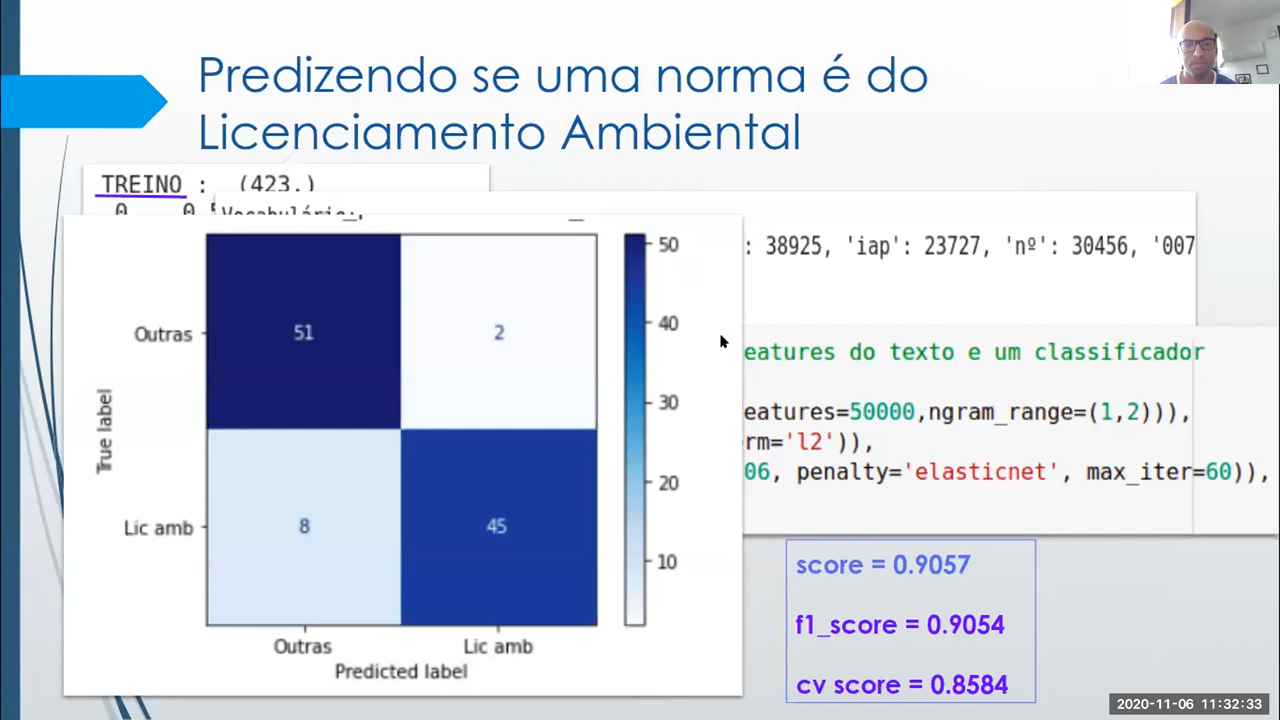 Predizendo se uma norma é do
Licenciamento Ambiental
TREINO : (423,)
Vocabulário:
: 38925, 'iap': 23727, 'nº': 30456, '007
eatures do texto e um classificador
eatures=50000,ngram_range=(1,2))),
rm='l2')),
06, penalty='elasticnet', max_iter=60)),
50
51
2
40
Outras
30
True label
20
Lic amb
8
45
10
Outras
Lic amb
Predicted label
score = 0.9057
f1_score = 0.9054
cv score = 0.8584
2020-11-06 11:32:33